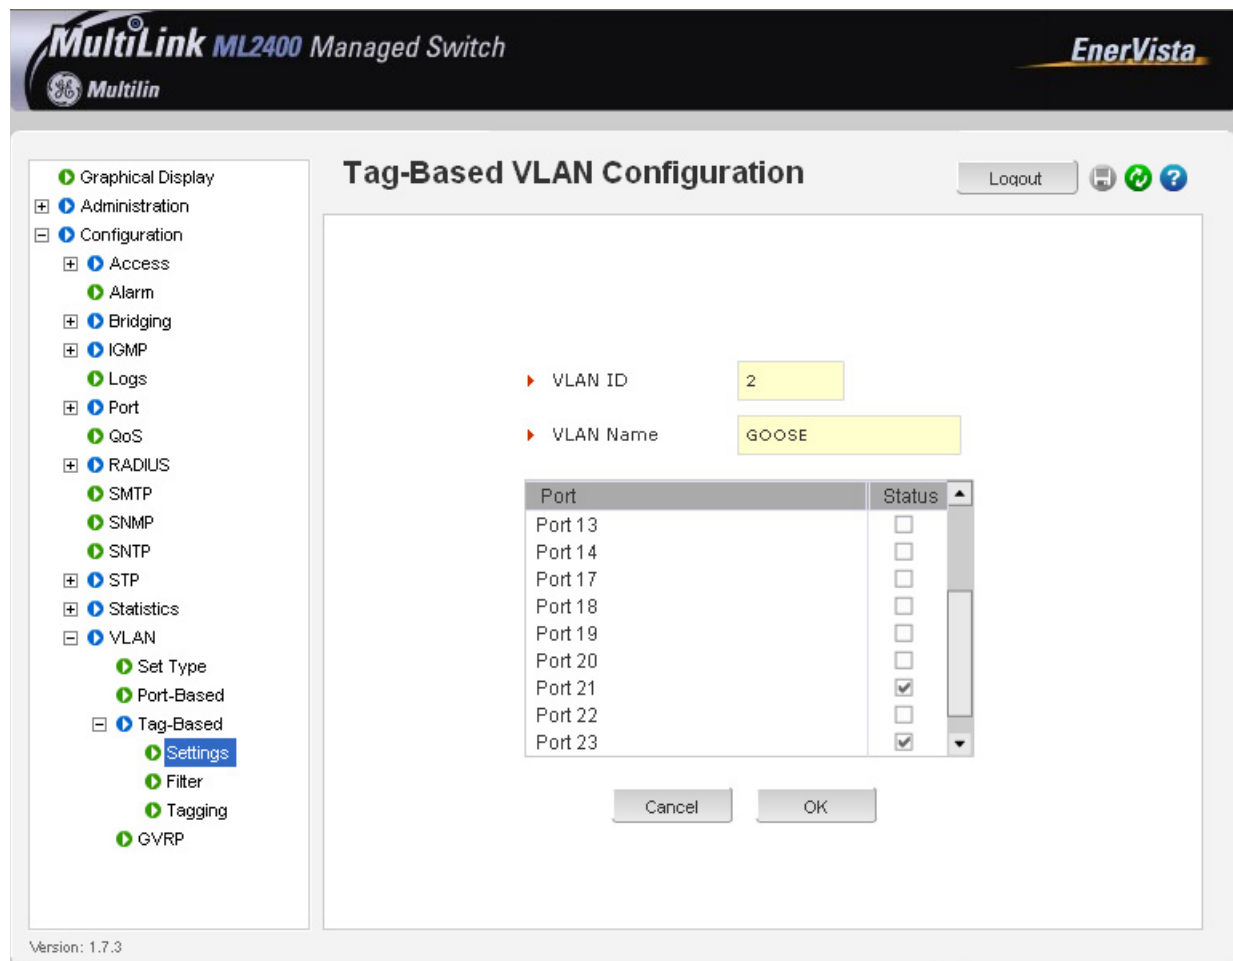 MultiLink ML2400 Managed Switch
EnerVista
Multilin
Graphical Display
Administration
Configuration
Access
Alarm
Bridging
IGMP
Logs
Port
QoS
RADIUS
SMTP
SNMP
SNTP
STP
Statistics
VLAN
Set Type
Port-Based
Tag-Based
Settings
Filter
Tagging
GVRP
Tag-Based VLAN Configuration
Logout
?
VLAN ID 2
VLAN Name GOOSE
Port Status
Port 13
Port 14
Port 17
Port 18
Port 19
Port 20
Port 21
Port 22
Port 23
Cancel OK
Version: 1.7.3